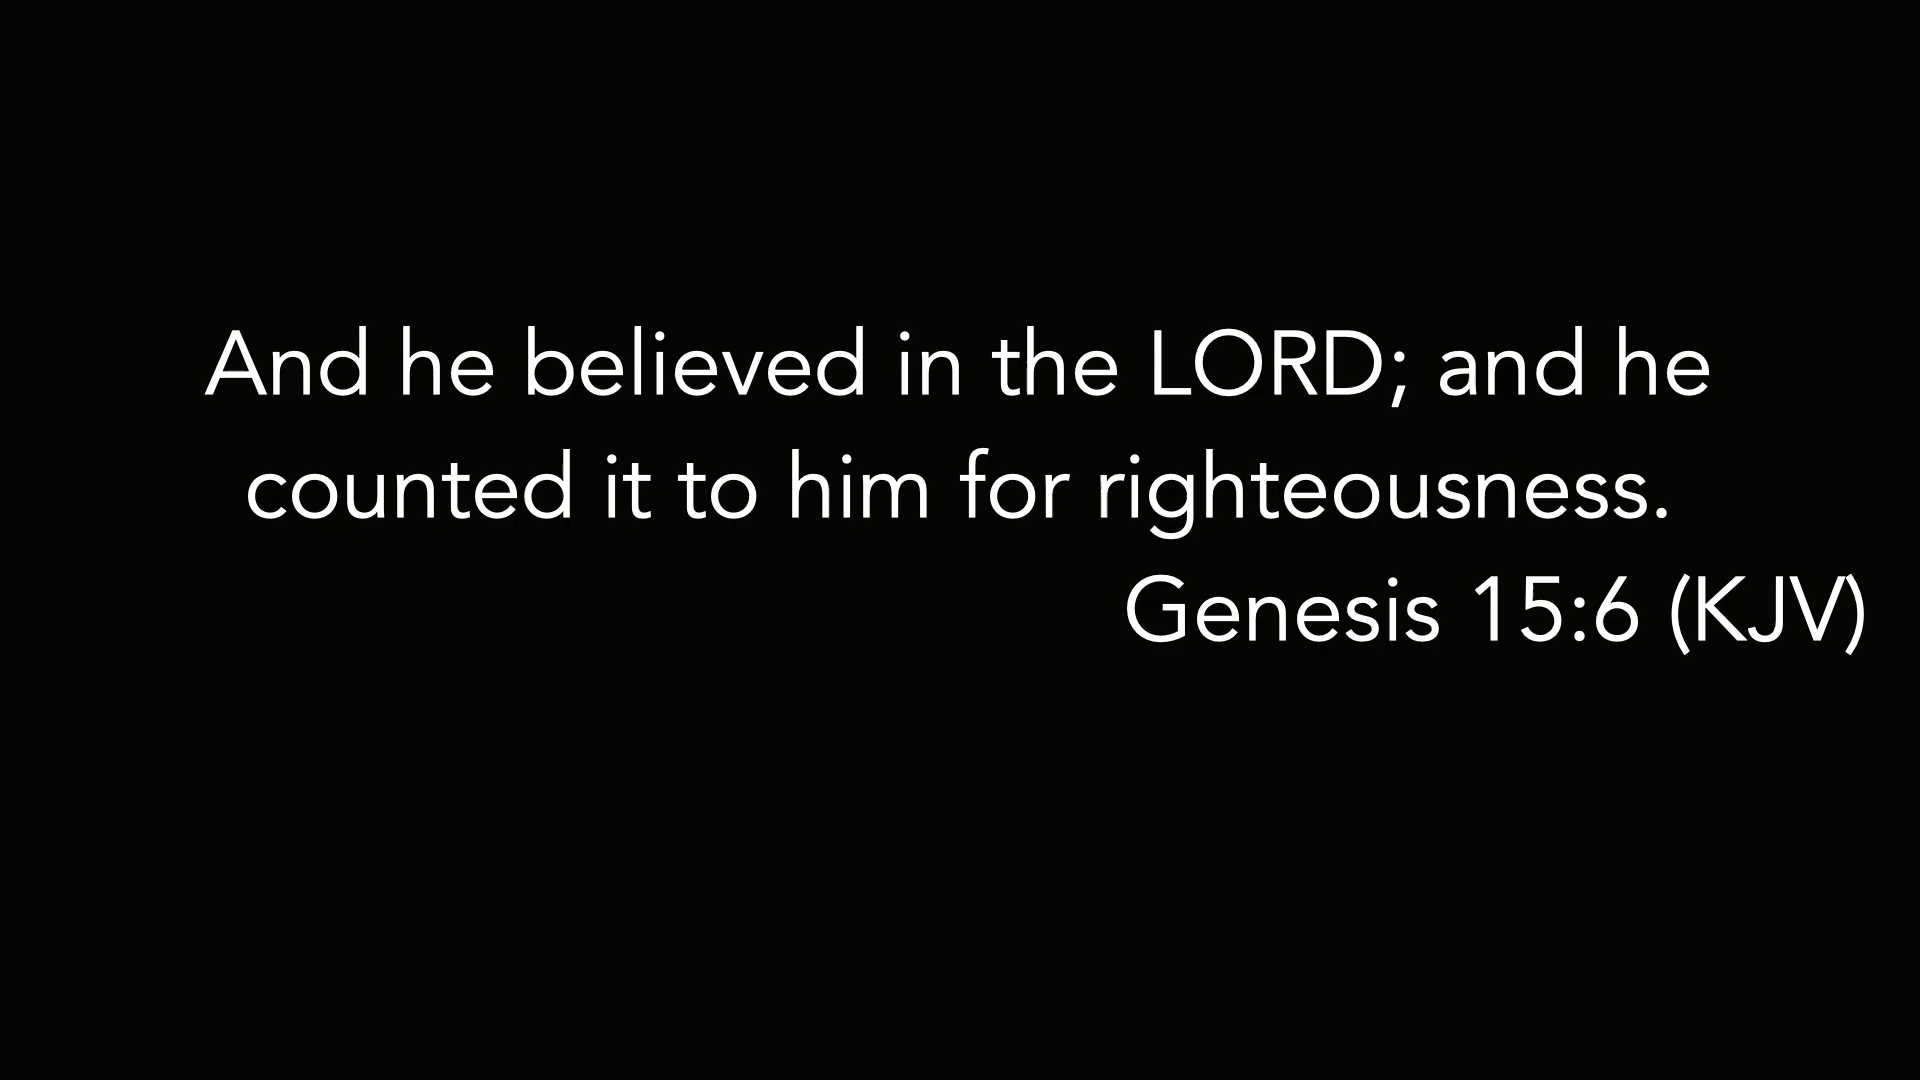 And he believed in the LORD; and he
counted it to him for righteousness.
Genesis 15:6 (KJV)